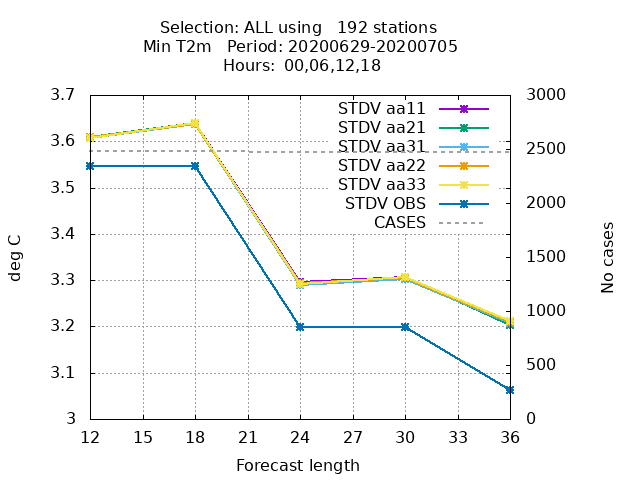 Selection: ALL using   192 stations
Min T2m   Period: 20200629-20200705
Hours:  00,06,12,18
3.7
3.6
3.5
3.4
3.3
3.2
3.1
3
deg C
STDV aa11
STDV aa21
STDV aa31
STDV aa22
STDV aa33
STDV OBS
CASES
3000
2500
2000
1500
1000
500
0
No cases
12 15 18 21 24 27 30 33 36
Forecast length